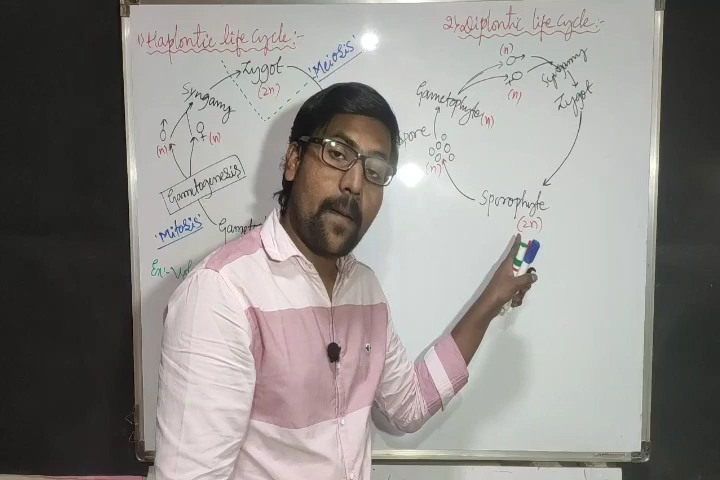 1) Haplontic life Cycle:-
Zygot
(2n)
'Meiosis'
Syngamy
♂
♀
(n)
(n)
Gametogenesis
'Mitosis'
Ex:-
2) Diplontic life Cycle:-
(n)
♂
♀
(n)
Syngamy
Zygot
Gametophyte (n)
Spore
(n)
Sporophyte
(2n)